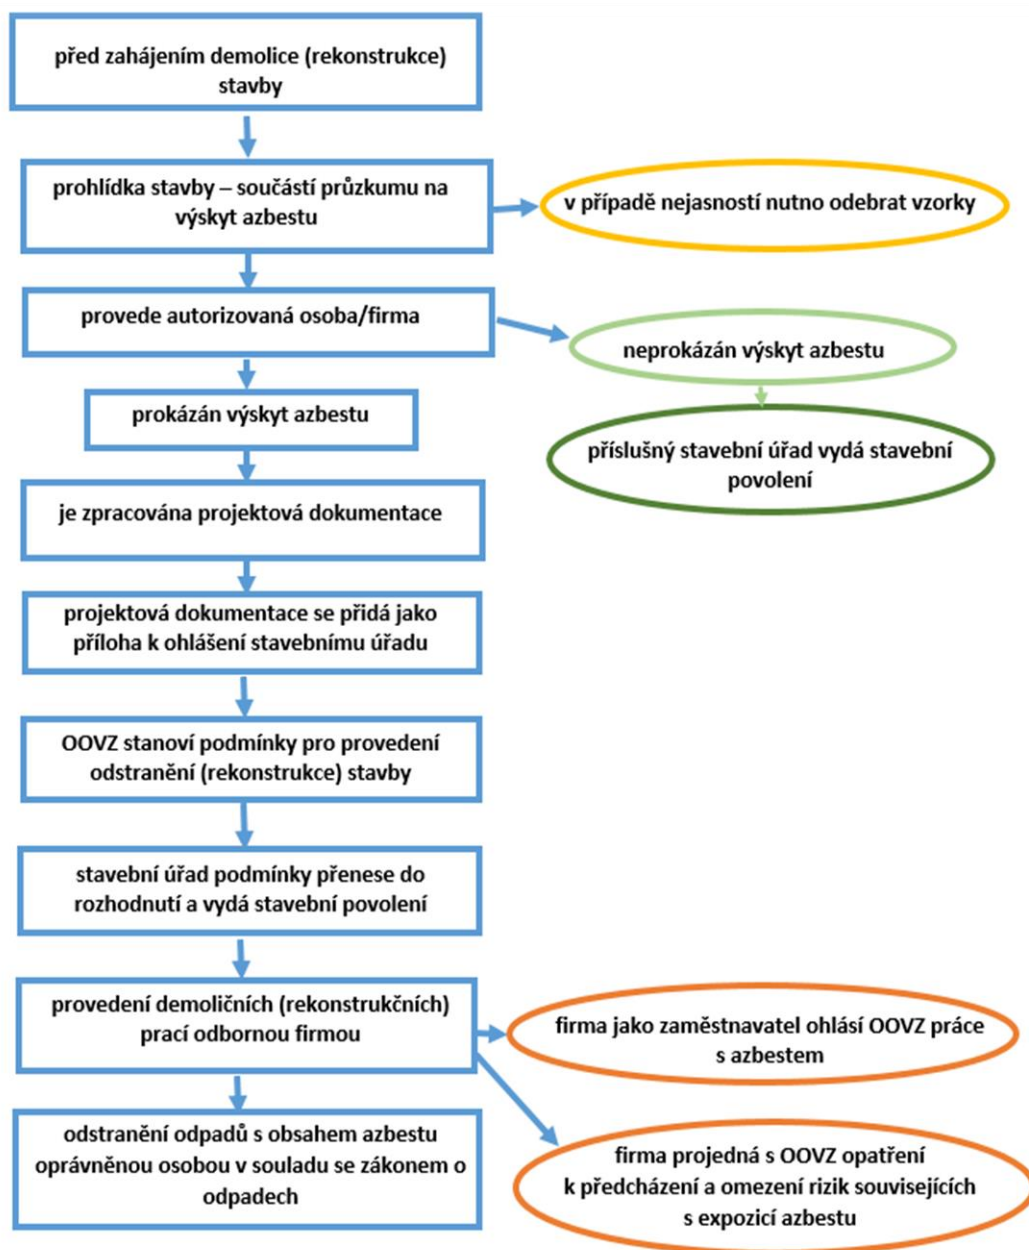 před zahájením demolice (rekonstrukce)
stavby
prohlídka stavby – součástí průzkumu na
výskyt azbestu
v případě nejasností nutno odebrat vzorky
provede autorizovaná osoba/firma
neprokázán výskyt azbestu
prokázán výskyt azbestu
příslušný stavební úřad vydá stavební
povolení
je zpracována projektová dokumentace
projektová dokumentace se přidá jako
příloha k ohlášení stavebnímu úřadu
OOVZ stanoví podmínky pro provedení
odstranění (rekonstrukce) stavby
stavební úřad podmínky přenese do
rozhodnutí a vydá stavební povolení
provedení demoličních (rekonstrukčních)
prací odbornou firmou
firma jako zaměstnavatel ohlásí OOVZ práce
s azbestem
odstranění odpadů s obsahem azbestu
oprávněnou osobou v souladu se zákonem o
odpadech
firma projedná s OOVZ opatření
k předcházení a omezení rizik souvisejících
s expozicí azbestu